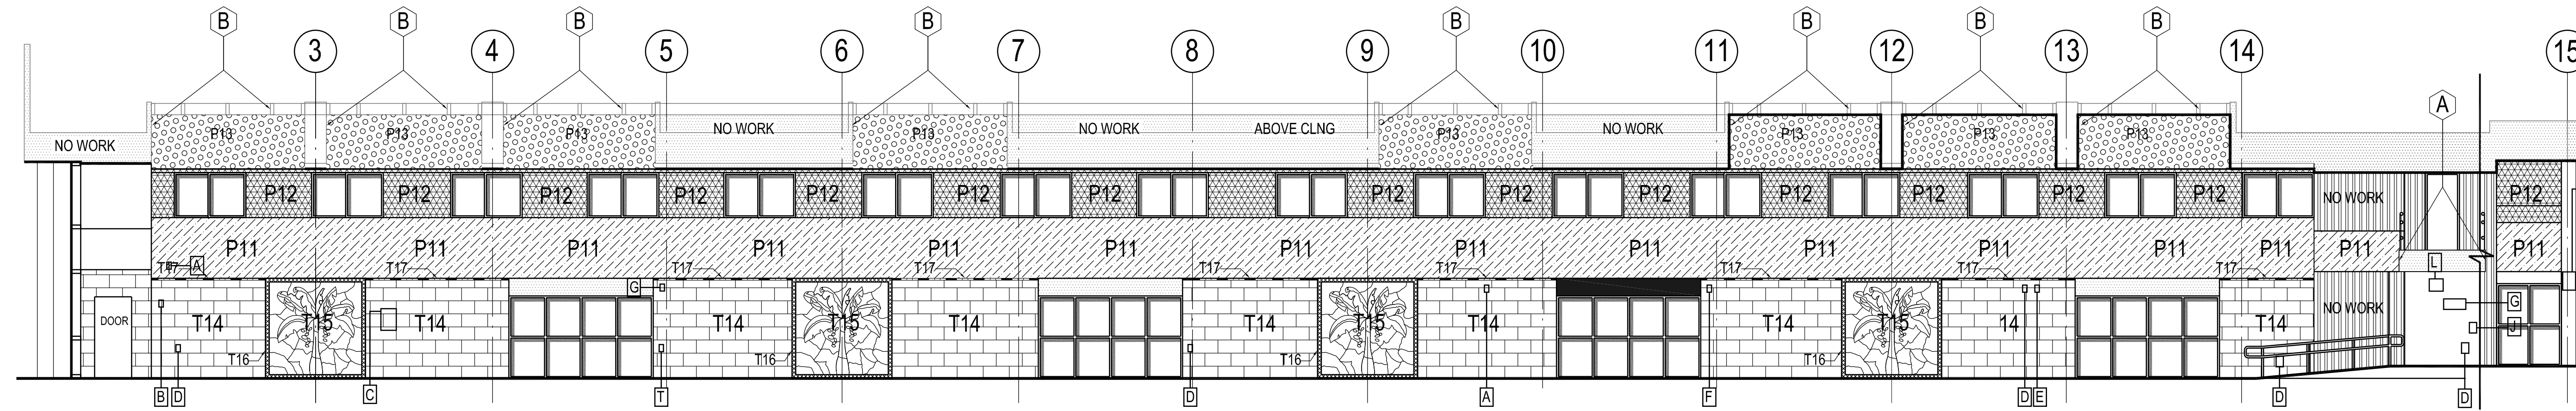 B B B B B B B B
3 4 5 6 7 8 9 10 11 12 13 14 15
A
P13 P13 P13 NO WORK P13 NO WORK ABOVE CLNG P13 NO WORK P13 P13 P13
NO WORK
P12 P12 P12 P12 P12 P12 P12 P12 P12 P12 P12 P12 P12 NO WORK P12
P11 P11 P11 P11 P11 P11 P11 P11 P11 P11 P11 P11 P11 P11 P11
T17 A T17 T17 T17 T17 T17 T17 T17 T17 L
G G
DOOR T14 T15 T14 T14 T15 T14 T14 T15 T14 T14 T15 14 T14 NO WORK J
T16 T16 T16 T16
B D C T D A F D E D D